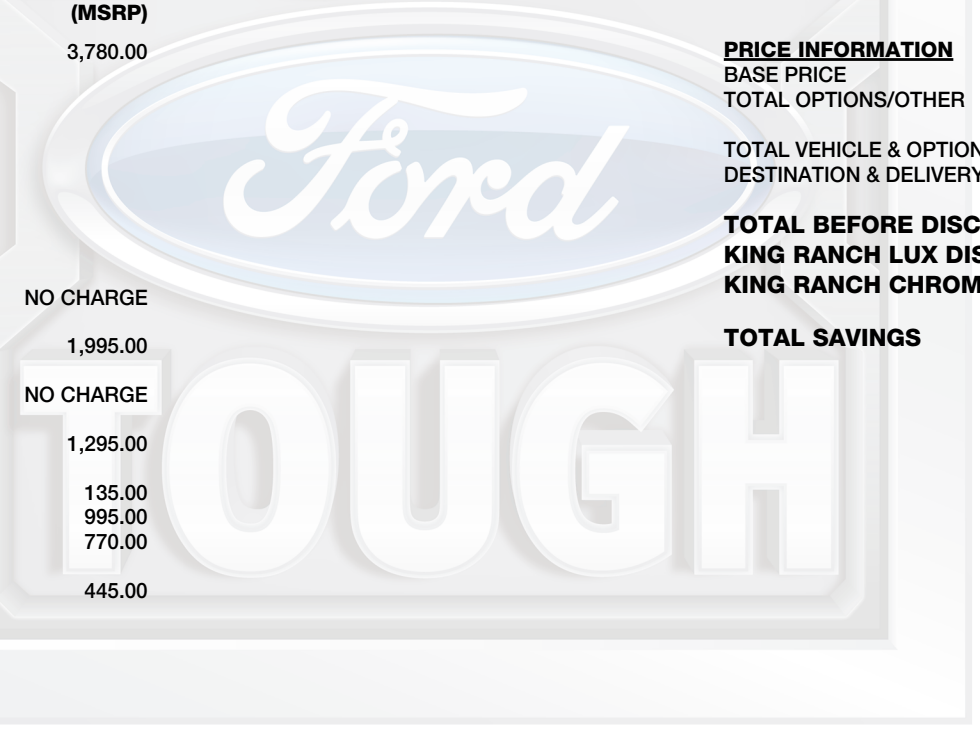 (MSRP)
3,780.00
NO CHARGE
1,995.00
NO CHARGE
1,295.00
135.00
995.00
770.00
445.00
Ford
TOUGH
PRICE INFORMATION
BASE PRICE
TOTAL OPTIONS/OTHER
TOTAL VEHICLE & OPTION
DESTINATION & DELIVERY
TOTAL BEFORE DISC
KING RANCH LUX DIS
KING RANCH CHROM
TOTAL SAVINGS